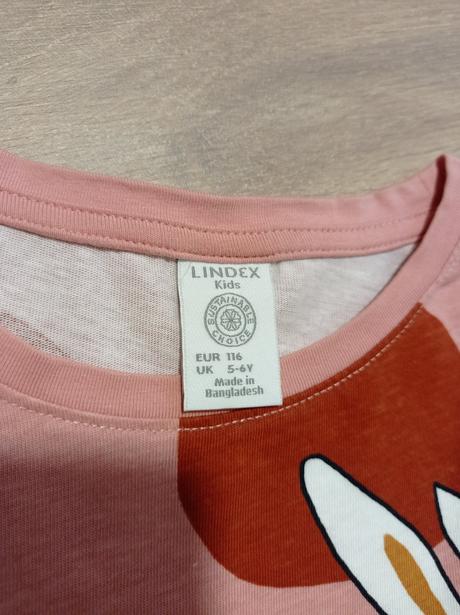 LINDEX
Kids
SUSTAINABLE
CHOICE
EUR 116
UK 5-6Y
Made in
Bangladesh